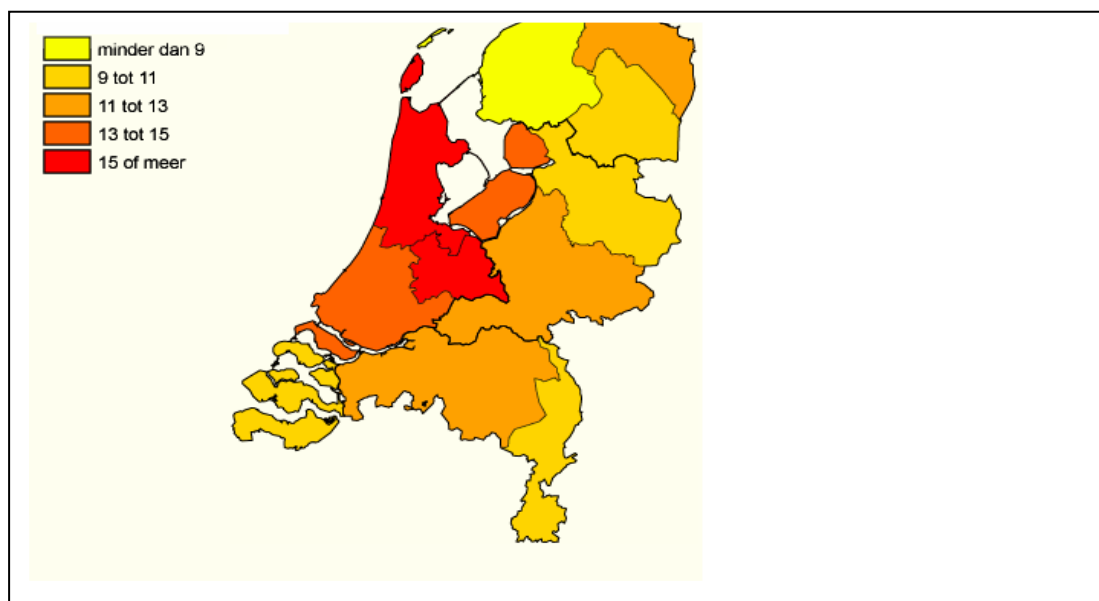 minder dan 9
9 tot 11
11 tot 13
13 tot 15
15 of meer